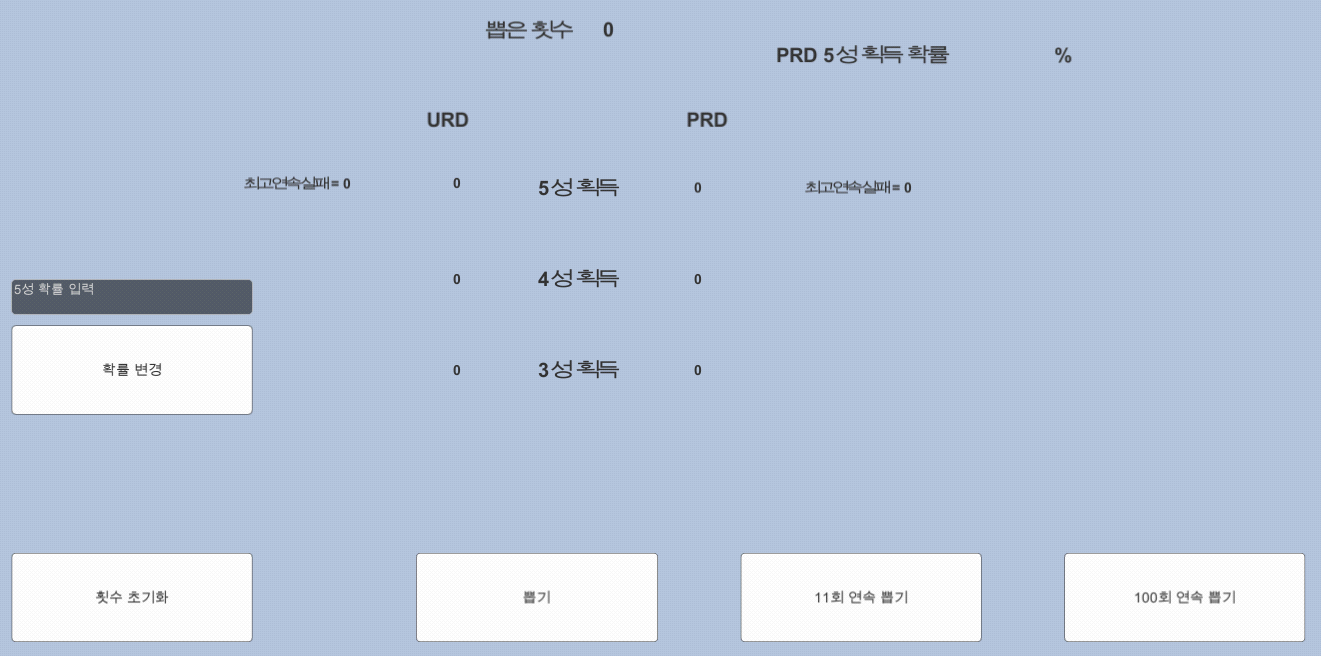 뽑은 횟수 0
PRD 5성 획득 확률 %
URD PRD
최고연속실패= 0 0 5성 획득 0 최고연속실패= 0
0 4성 획득 0
5성 확률 입력
확률 변경
0 3성 획득 0
횟수 초기화 뽑기 11회 연속 뽑기 100회 연속 뽑기